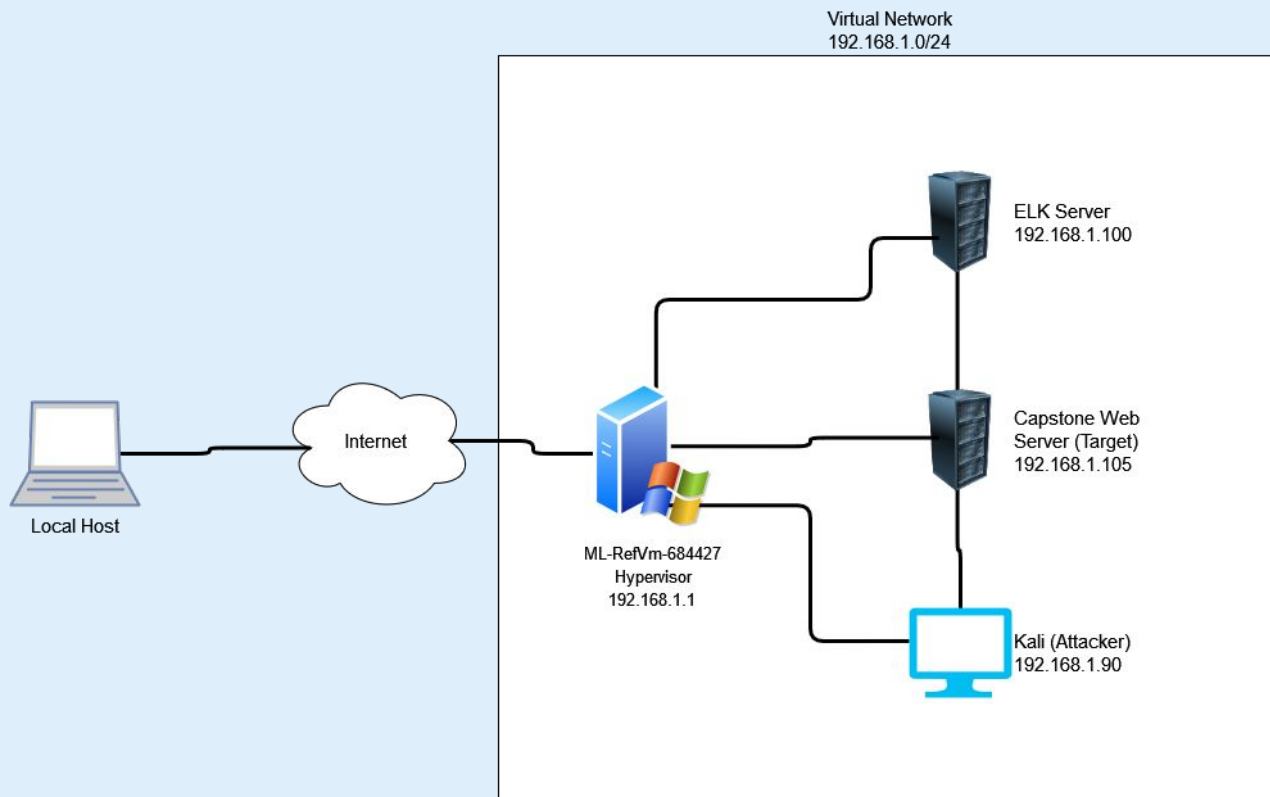 Virtual Network
192.168.1.0/24
ELK Server
192.168.1.100
Internet
Capstone Web
Server (Target)
192.168.1.105
Local Host
ML-RefVm-684427
Hypervisor
192.168.1.1
Kali (Attacker)
192.168.1.90